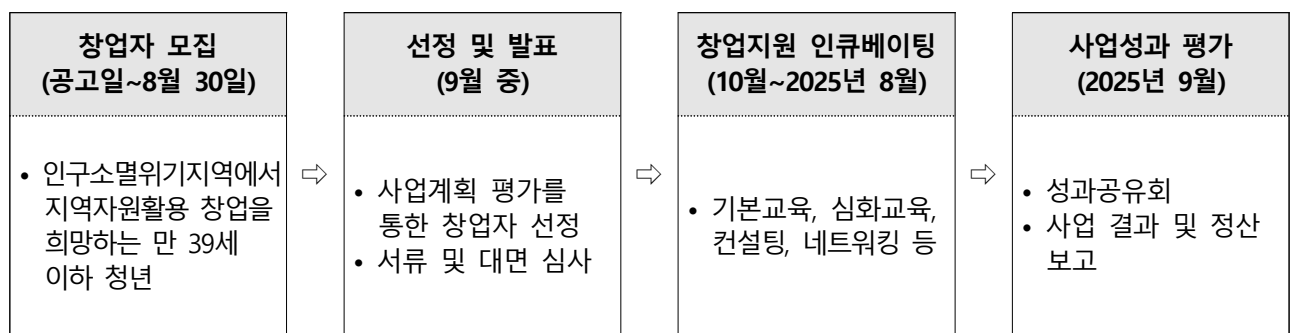 창업자 모집
(공고일~8월 30일)
• 인구소멸위기지역에서
지역자원활용 창업을
희망하는 만 39세
이하 청년
⇨
선정 및 발표
(9월 중)
• 사업계획 평가를
통한 창업자 선정
• 서류 및 대면 심사
⇨
창업지원 인큐베이팅
(10월~2025년 8월)
• 기본교육, 심화교육,
컨설팅, 네트워킹 등
⇨
사업성과 평가
(2025년 9월)
• 성과공유회
• 사업 결과 및 정산
보고